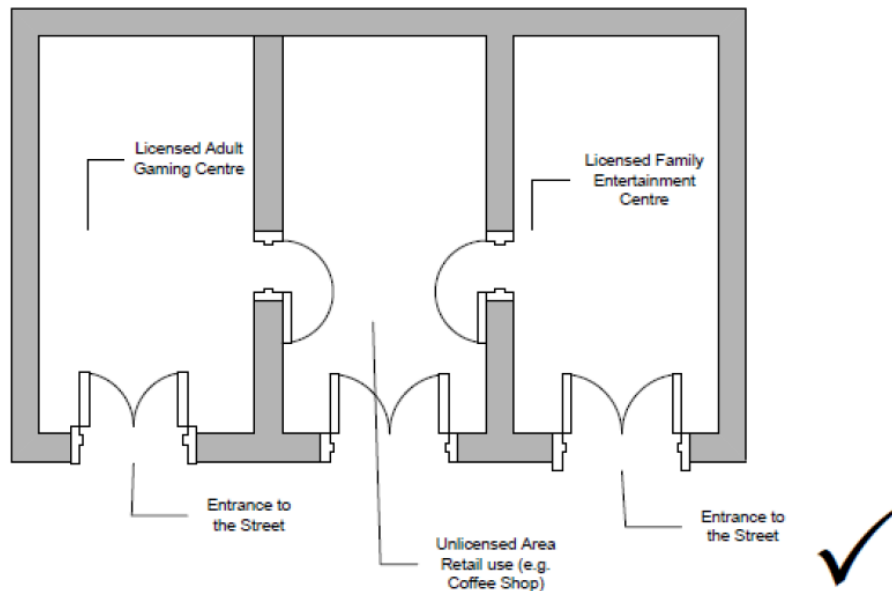 Licensed Adult
Gaming Centre
Licensed Family
Entertainment
Centre
Entrance to
the Street
Unlicensed Area
Retail use (e.g.
Coffee Shop)
Entrance to
the Street